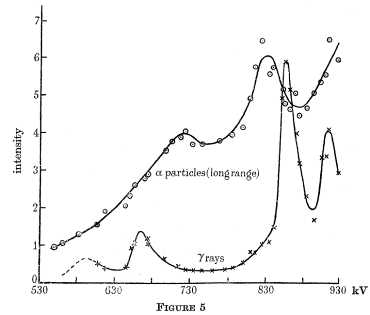 7
6
5
4
3
2
1
0
intensity
α particles(long range)
γ rays
530
630
730
830
930 kV
FIGURE 5